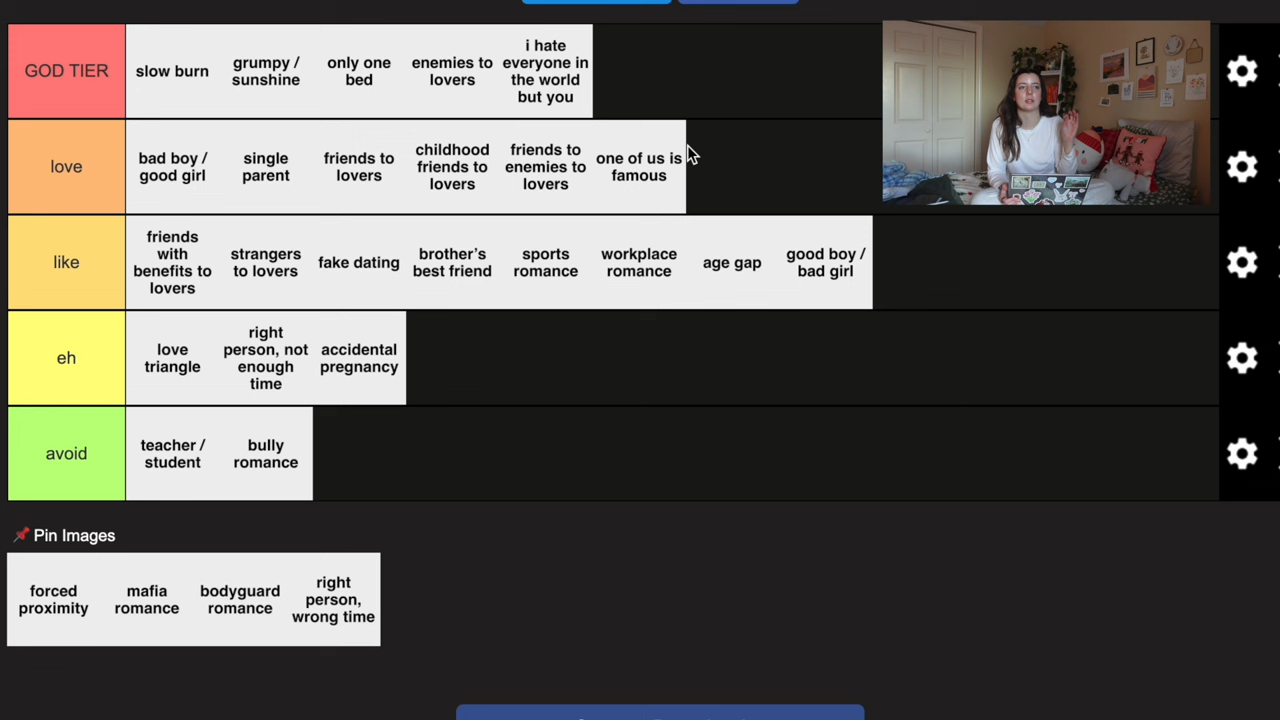 GOD TIER
slow burn
grumpy /
sunshine
only one
bed
enemies to
lovers
i hate
everyone in
the world
but you
love
bad boy /
good girl
single
parent
friends to
lovers
childhood
friends to
lovers
friends to
enemies to
lovers
one of us is
famous
like
friends
with
benefits to
lovers
strangers
to lovers
fake dating
brother's
best friend
sports
romance
workplace
romance
age gap
good boy /
bad girl
eh
love
triangle
right
person, not
enough
time
accidental
pregnancy
avoid
teacher /
student
bully
romance
📌 Pin Images
forced
proximity
mafia
romance
bodyguard
romance
right
person,
wrong time